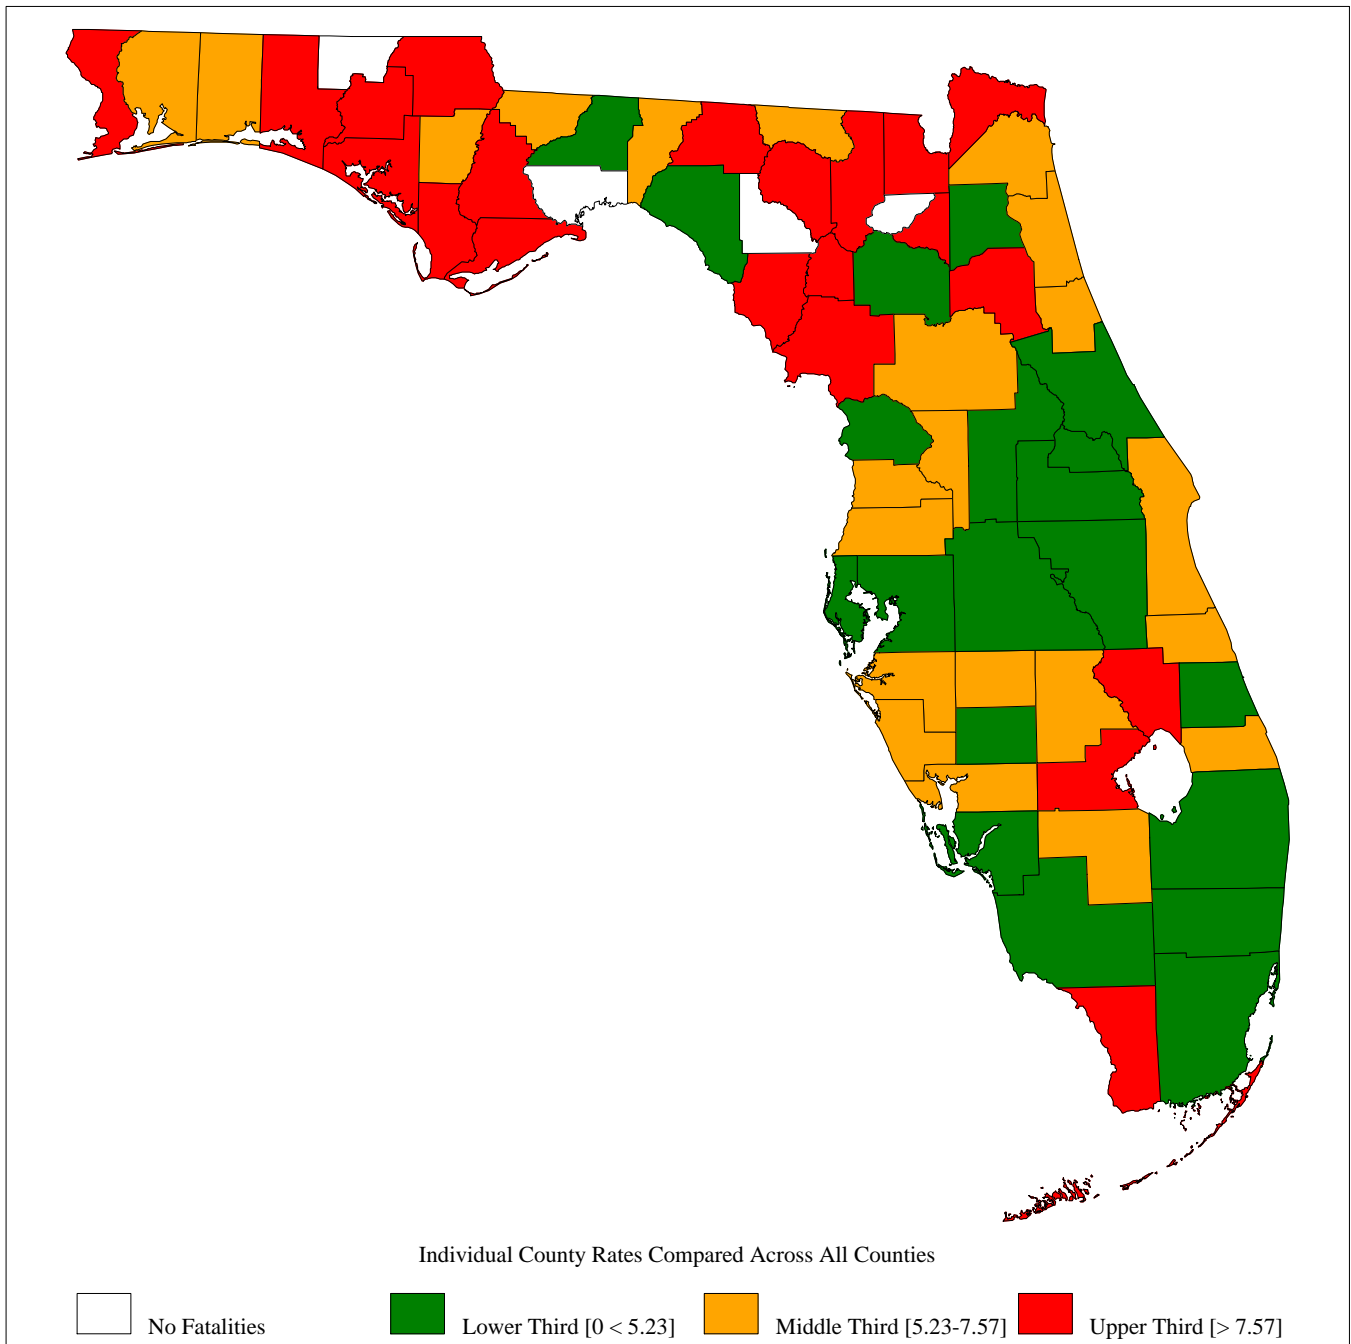 Individual County Rates Compared Across All Counties
No Fatalities Lower Third [0 < 5.23] Middle Third [5.23-7.57] Upper Third [> 7.57]